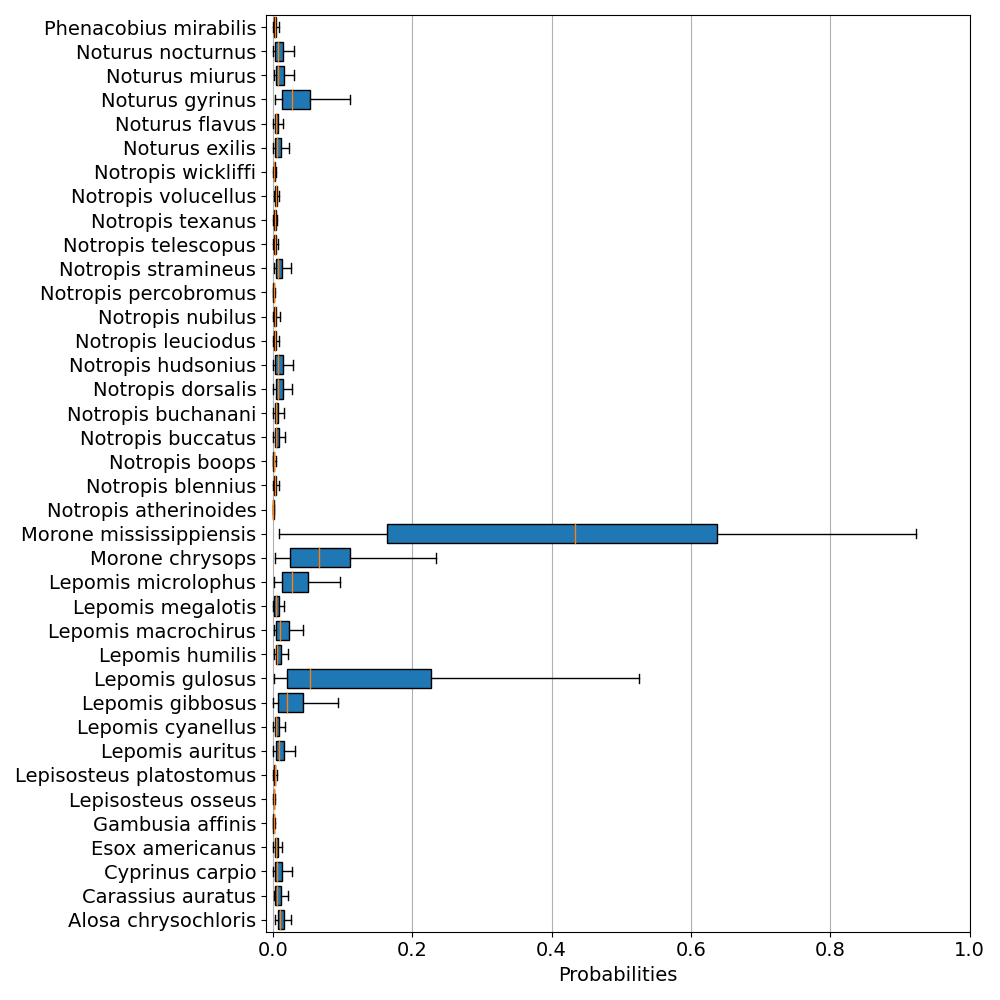 Phenacobius mirabilis
Noturus nocturnus
Noturus miurus
Noturus gyrinus
Noturus flavus
Noturus exilis
Notropis wickliffi
Notropis volucellus
Notropis texanus
Notropis telescopus
Notropis stramineus
Notropis percobromus
Notropis nubilus
Notropis leuciodus
Notropis hudsonius
Notropis dorsalis
Notropis buchanani
Notropis buccatus
Notropis boops
Notropis blennius
Notropis atherinoides
Morone mississippiensis
Morone chrysops
Lepomis microlophus
Lepomis megalotis
Lepomis macrochirus
Lepomis humilis
Lepomis gulosus
Lepomis gibbosus
Lepomis cyanellus
Lepomis auritus
Lepisosteus platostomus
Lepisosteus osseus
Gambusia affinis
Esox americanus
Cyprinus carpio
Carassius auratus
Alosa chrysochloris
0.0 0.2 0.4 0.6 0.8 1.0
Probabilities